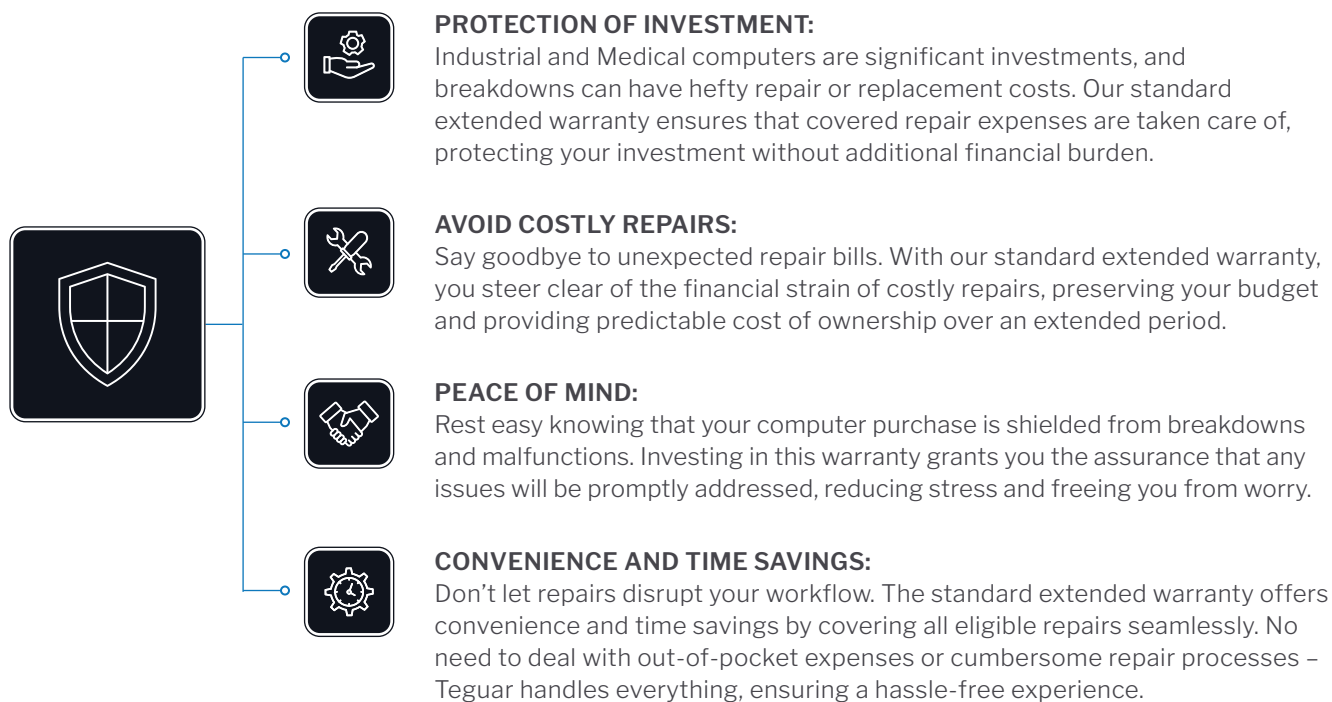 PROTECTION OF INVESTMENT:
Industrial and Medical computers are significant investments, and
breakdowns can have hefty repair or replacement costs. Our standard
extended warranty ensures that covered repair expenses are taken care of,
protecting your investment without additional financial burden.
AVOID COSTLY REPAIRS:
Say goodbye to unexpected repair bills. With our standard extended warranty,
you steer clear of the financial strain of costly repairs, preserving your budget
and providing predictable cost of ownership over an extended period.
PEACE OF MIND:
Rest easy knowing that your computer purchase is shielded from breakdowns
and malfunctions. Investing in this warranty grants you the assurance that any
issues will be promptly addressed, reducing stress and freeing you from worry.
CONVENIENCE AND TIME SAVINGS:
Don’t let repairs disrupt your workflow. The standard extended warranty offers
convenience and time savings by covering all eligible repairs seamlessly. No
need to deal with out-of-pocket expenses or cumbersome repair processes –
Teguar handles everything, ensuring a hassle-free experience.